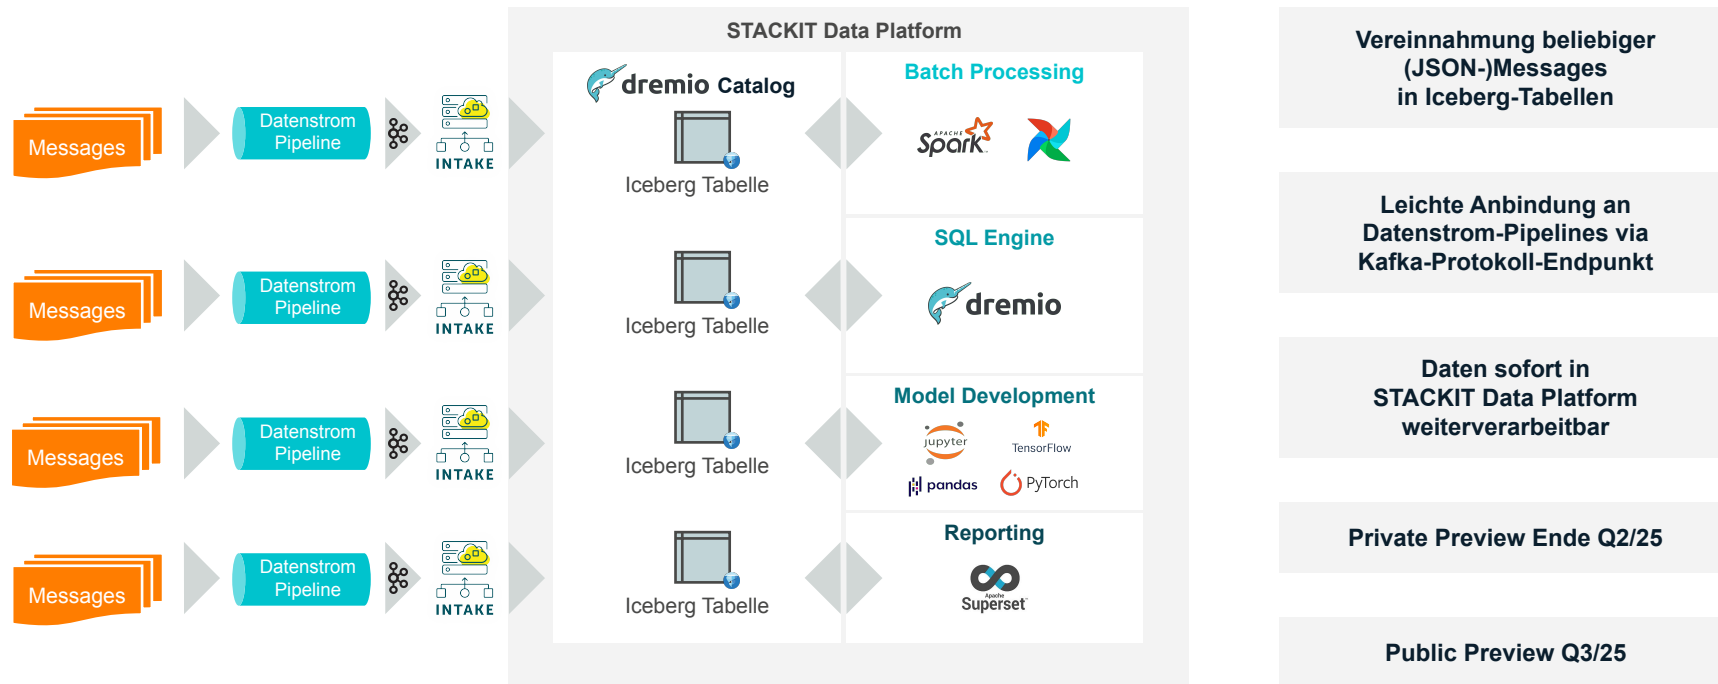 STACKIT Data Platform
dremio Catalog
Messages
Datenstrom
Pipeline
INTAKE
Iceberg Tabelle
Messages
Datenstrom
Pipeline
INTAKE
Iceberg Tabelle
Messages
Datenstrom
Pipeline
INTAKE
Iceberg Tabelle
Messages
Datenstrom
Pipeline
INTAKE
Iceberg Tabelle
Batch Processing
APACHE
Spark
SQL Engine
dremio
Model Development
jupyter
TensorFlow
pandas
PyTorch
Reporting
Apache
Superset
Vereinnahmung beliebiger
(JSON-)Messages
in Iceberg-Tabellen
Leichte Anbindung an
Datenstrom-Pipelines via
Kafka-Protokoll-Endpunkt
Daten sofort in
STACKIT Data Platform
weiterverarbeitbar
Private Preview Ende Q2/25
Public Preview Q3/25